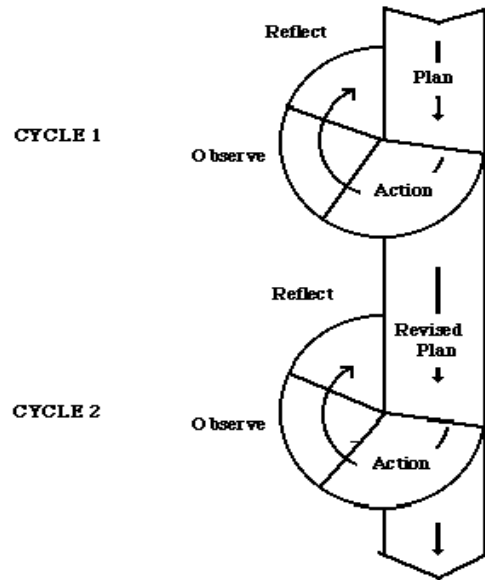 Reflect
Plan
CYCLE 1
Observe
Action
Reflect
Revised
Plan
CYCLE 2
Observe
Action